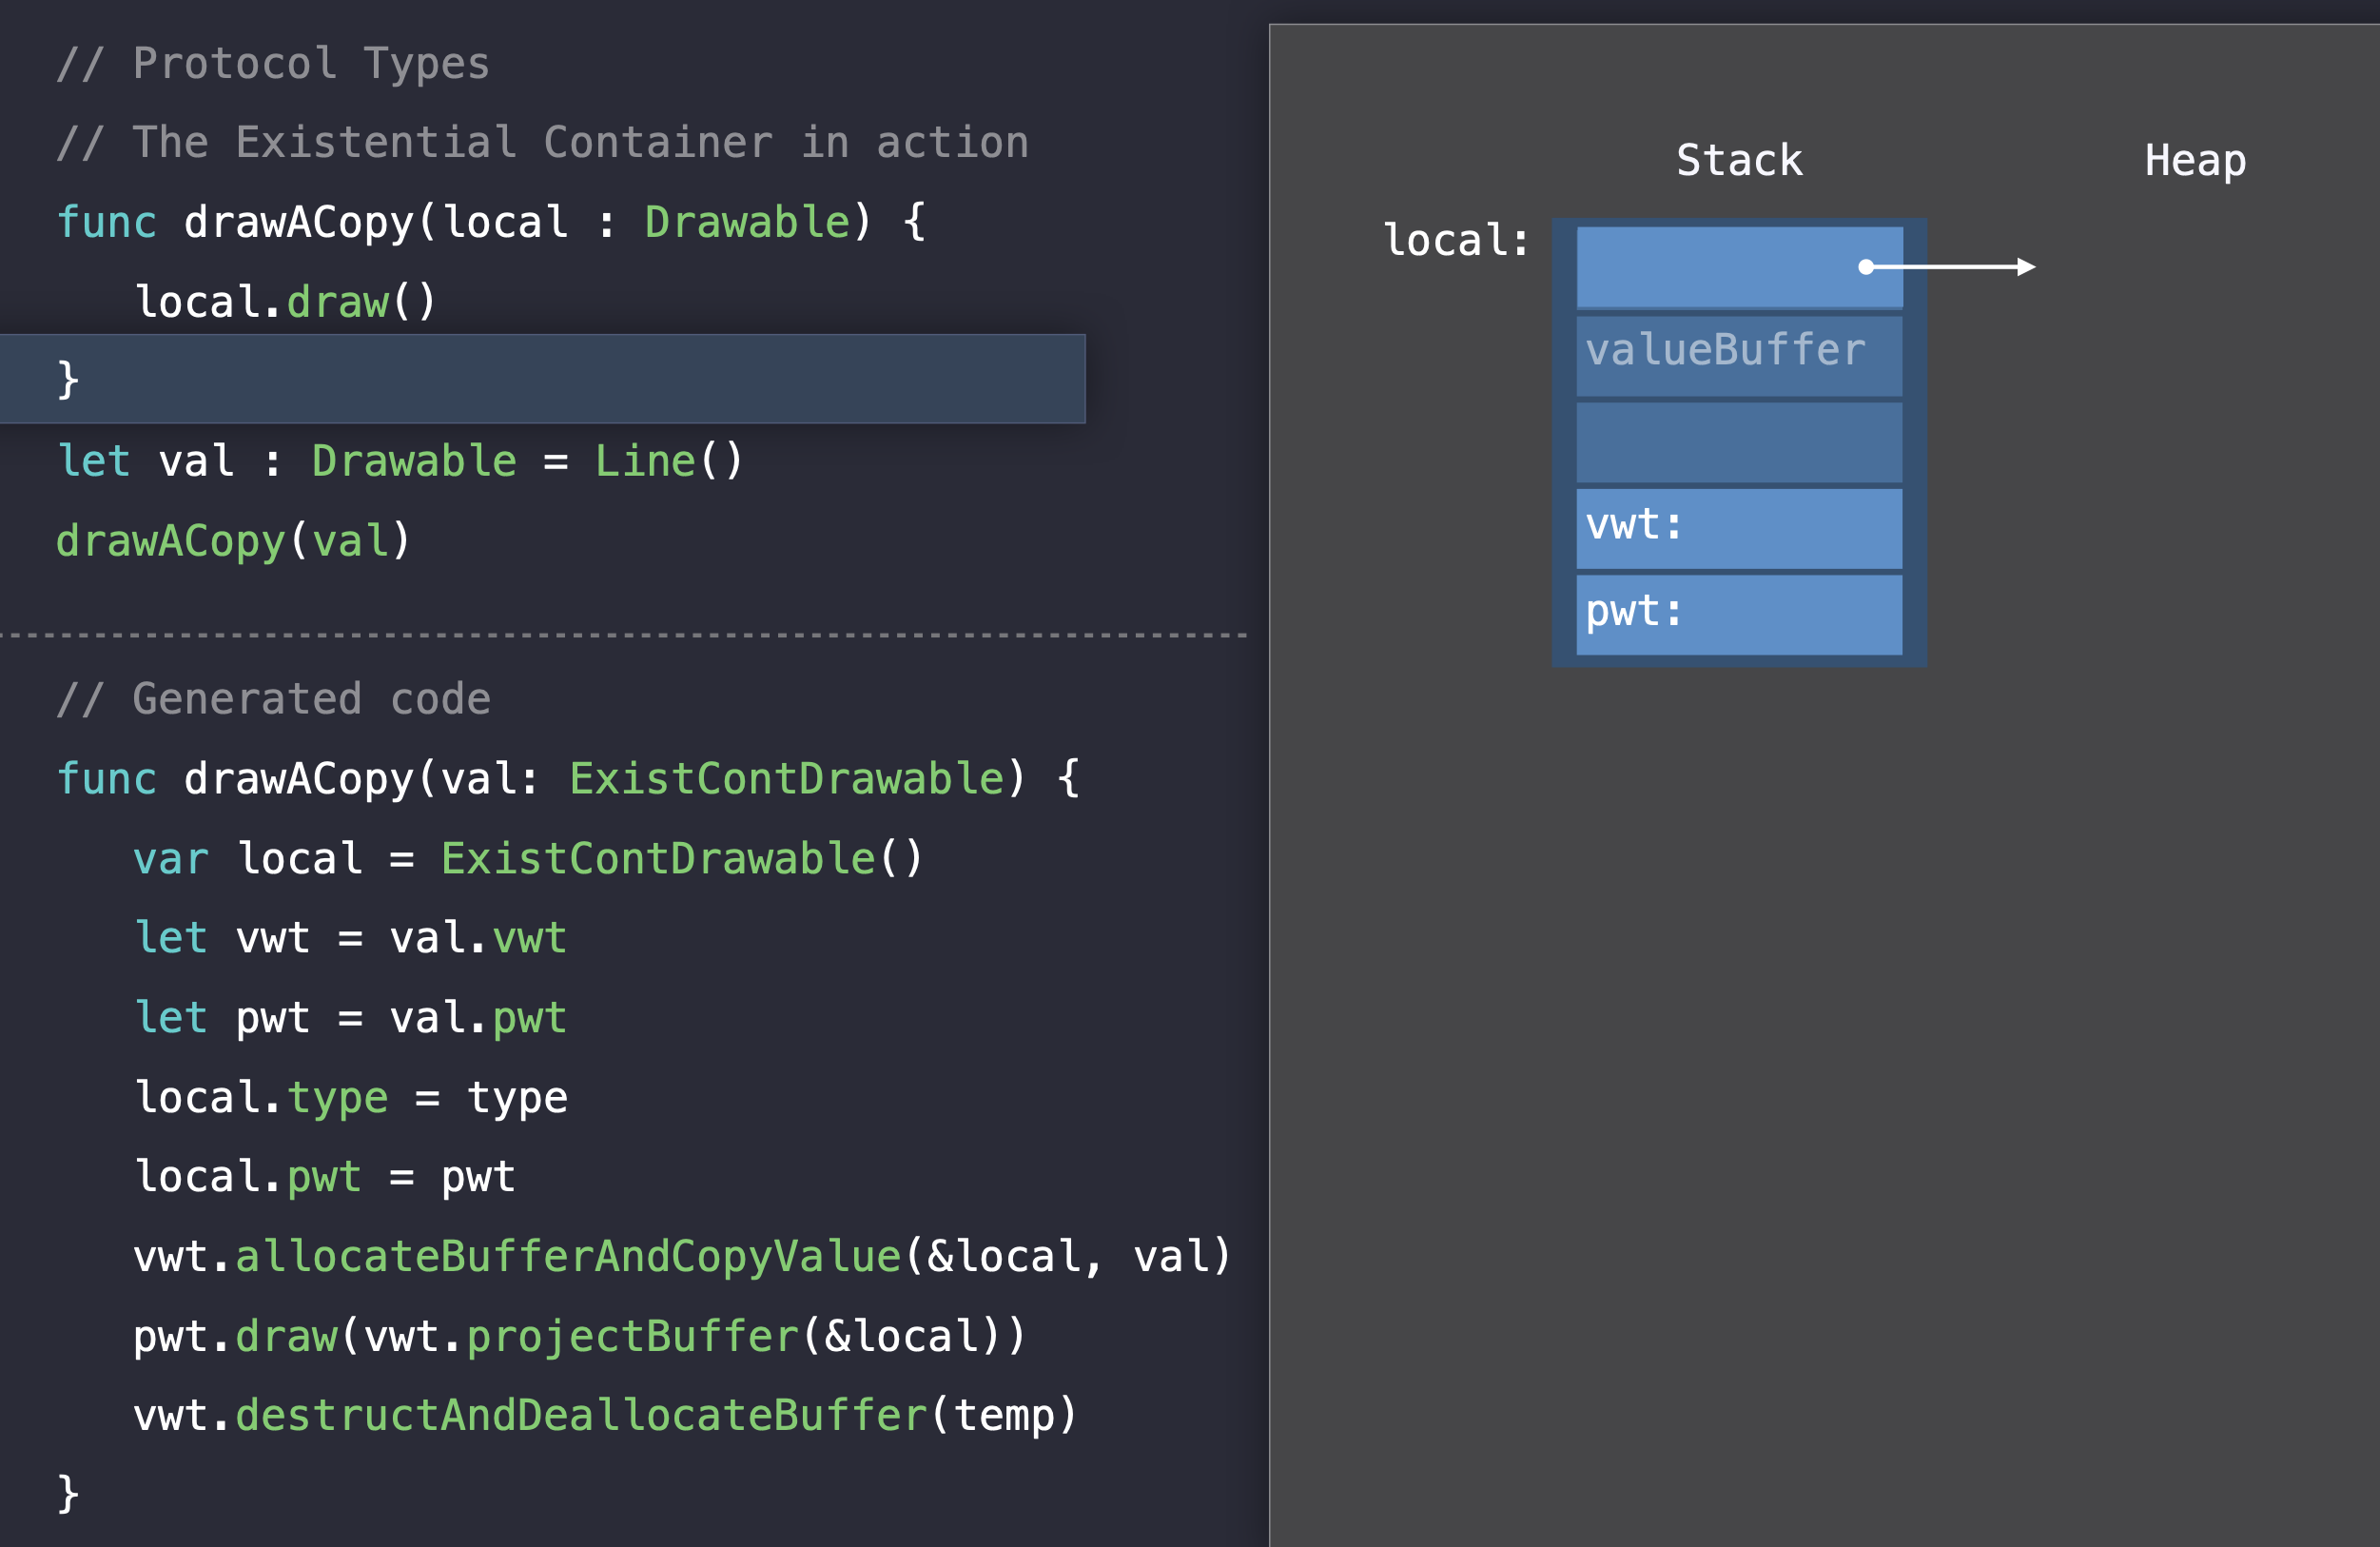 // Protocol Types
// The Existential Container in action
func drawACopy(local : Drawable) {
local.draw()
}
let val : Drawable = Line()
drawACopy(val)
// Generated code
func drawACopy(val: ExistContDrawable) {
var local = ExistContDrawable()
let vwt = val.vwt
let pwt = val.pwt
local.type = type
local.pwt = pwt
vwt.allocateBufferAndCopyValue(&local, val)
pwt.draw(vwt.projectBuffer(&local))
vwt.destructAndDeallocateBuffer(temp)
}
Stack
Heap
local:
valueBuffer
vwt:
pwt: